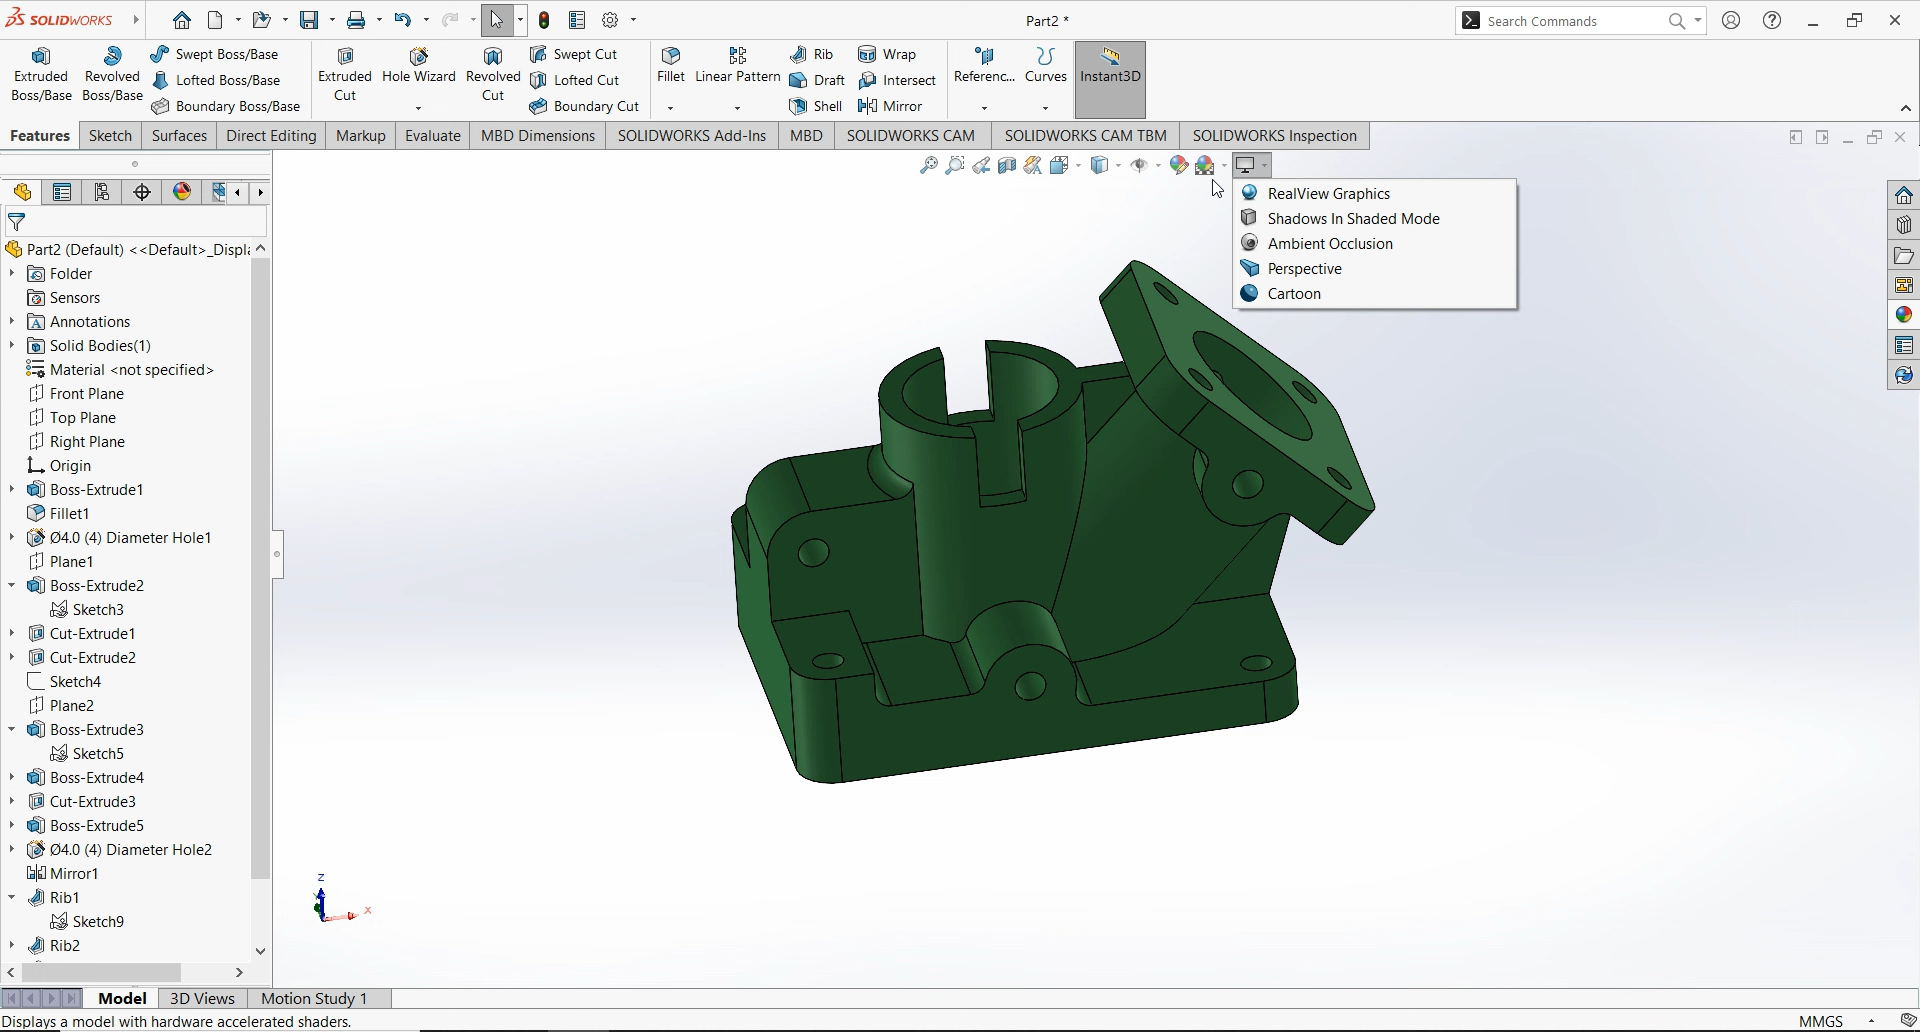 SOLIDWORKS
Part2 *
Search Commands
Extruded Boss/Base
Revolved Boss/Base
Swept Boss/Base
Lofted Boss/Base
Boundary Boss/Base
Extruded Cut
Hole Wizard
Revolved Cut
Swept Cut
Lofted Cut
Boundary Cut
Fillet
Linear Pattern
Rib
Draft
Shell
Wrap
Intersect
Mirror
Referenc...
Curves
Instant3D
Features
Sketch
Surfaces
Direct Editing
Markup
Evaluate
MBD Dimensions
SOLIDWORKS Add-Ins
MBD
SOLIDWORKS CAM
SOLIDWORKS CAM TBM
SOLIDWORKS Inspection
RealView Graphics
Shadows In Shaded Mode
Ambient Occlusion
Perspective
Cartoon
Part2 (Default) <<Default>_Displ
Folder
Sensors
Annotations
Solid Bodies(1)
Material <not specified>
Front Plane
Top Plane
Right Plane
Origin
Boss-Extrude1
Fillet1
Ø4.0 (4) Diameter Hole1
Plane1
Boss-Extrude2
Sketch3
Cut-Extrude1
Cut-Extrude2
Sketch4
Plane2
Boss-Extrude3
Sketch5
Boss-Extrude4
Cut-Extrude3
Boss-Extrude5
Ø4.0 (4) Diameter Hole2
Mirror1
Rib1
Sketch9
Rib2
z
x
Model
3D Views
Motion Study 1
Displays a model with hardware accelerated shaders.
MMGS